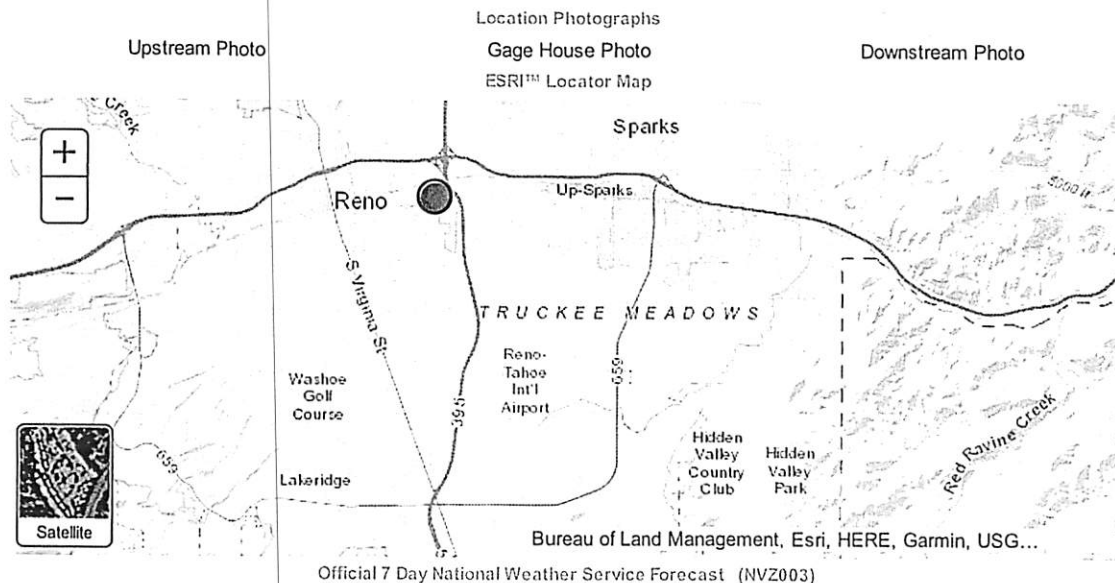 Location Photographs
Upstream Photo
Gage House Photo
Downstream Photo
ESRI™ Locator Map
Creek
Sparks
+
−
Reno
Up-Sparks
S Virginia St
TRUCKEE MEADOWS
Reno-
Tahoe
Int'l
Airport
Washoe
Golf
Course
395
659
659
Hidden
Valley
Country
Club
Hidden
Valley
Park
Red Ravine Creek
Lakeridge
Satellite
Bureau of Land Management, Esri, HERE, Garmin, USG...
Official 7 Day National Weather Service Forecast (NVZ003)